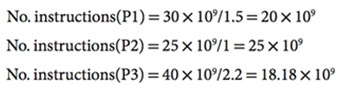 No. instructions(P1) = 30 × 10⁹/1.5 = 20 × 10⁹
No. instructions(P2) = 25 × 10⁹/1 = 25 × 10⁹
No. instructions(P3) = 40 × 10⁹/2.2 = 18.18 × 10⁹